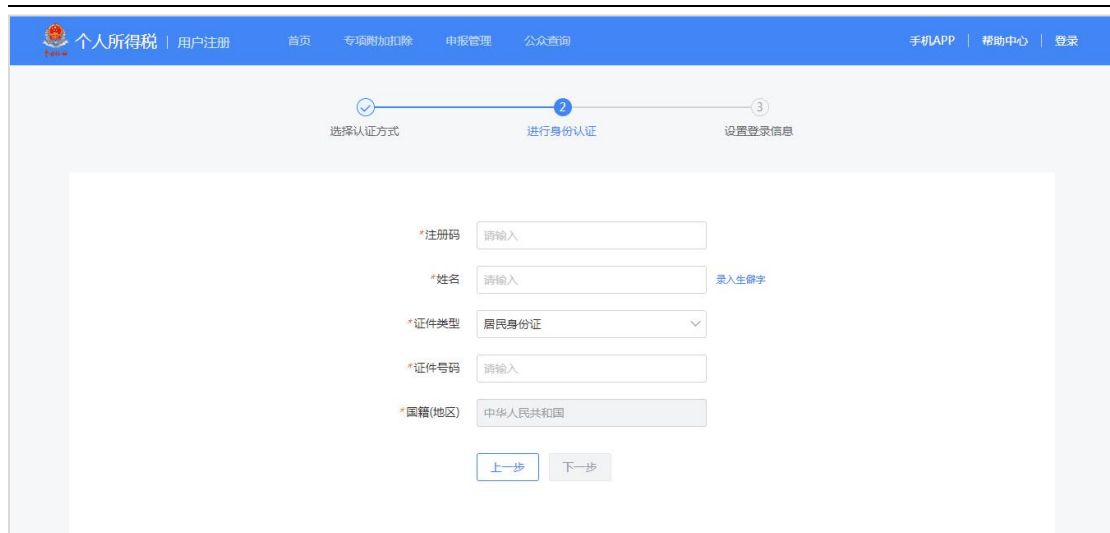 个人所得税 | 用户注册 首页 专项附加扣除 申报管理 公众查询 手机APP | 帮助中心 | 登录
2 3
选择认证方式 进行身份认证 设置登录信息
*注册码 请输入
*姓名 请输入 录入生僻字
*证件类型 居民身份证
*证件号码 请输入
*国籍(地区) 中华人民共和国
上一步 下一步